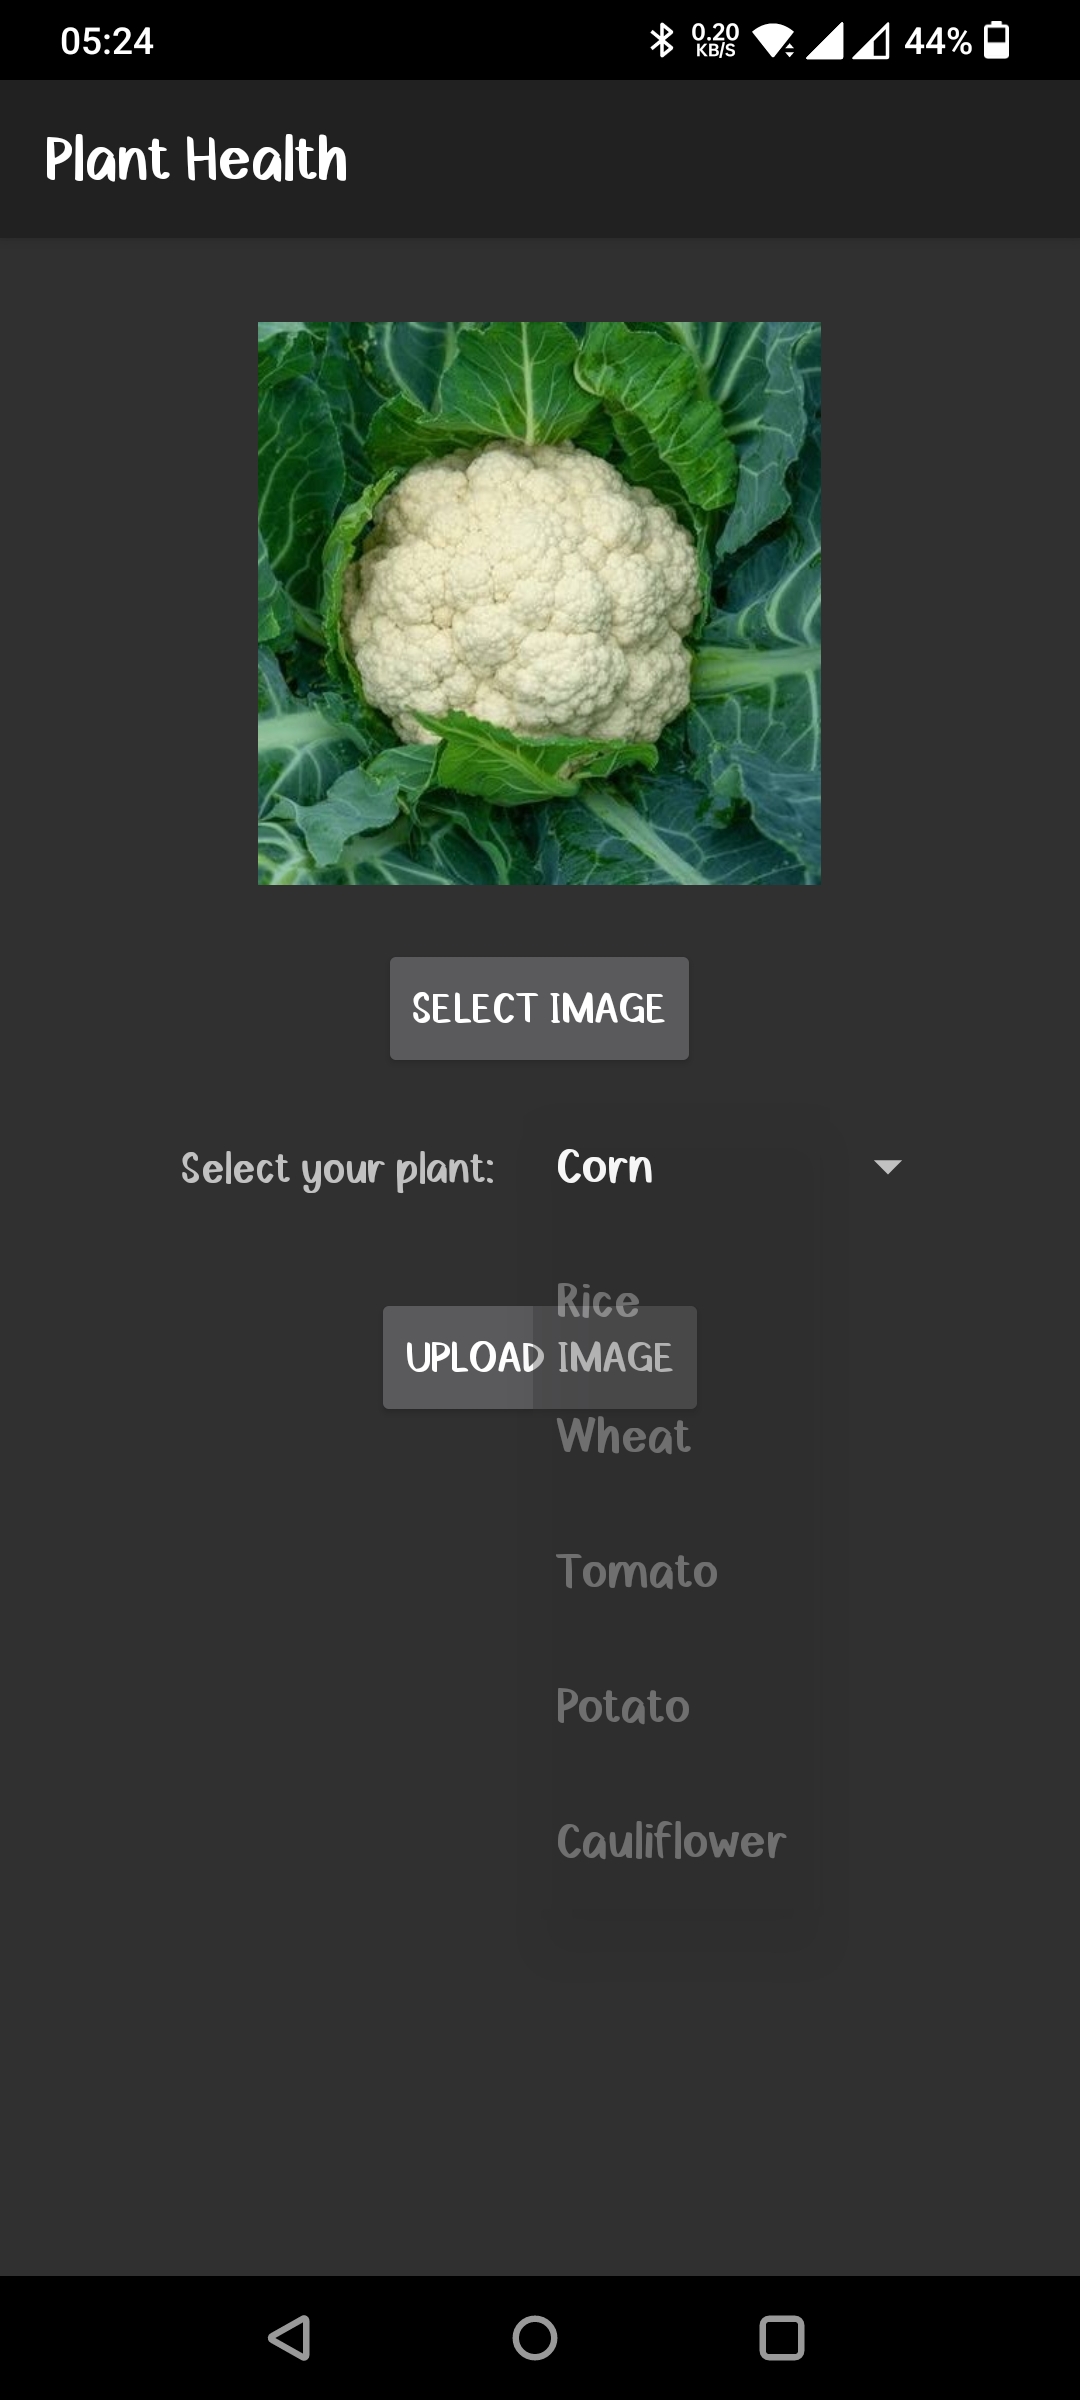 05:24
0.20
KB/S
44%
Plant Health
SELECT IMAGE
Select your plant: Corn
Rice
UPLOAD IMAGE
Wheat
Tomato
Potato
Cauliflower